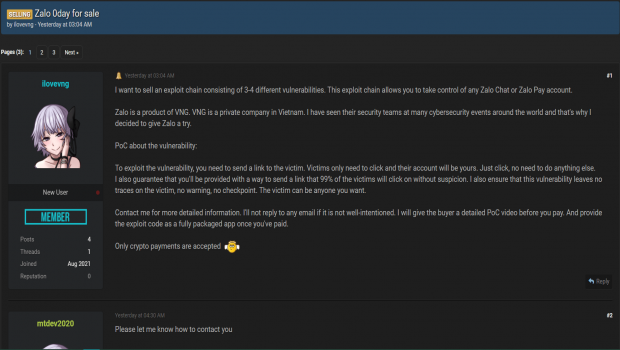 SELLING Zalo 0day for sale
by ilovevng - Yesterday at 03:04 AM
Pages (3): 1 2 3 Next »
ilovevng
New User
MEMBER
Posts 4
Threads 1
Joined Aug 2021
Reputation 0
Yesterday at 03:04 AM #1
I want to sell an exploit chain consisting of 3-4 different vulnerabilities. This exploit chain allows you to take control of any Zalo Chat or Zalo Pay account.
Zalo is a product of VNG. VNG is a private company in Vietnam. I have seen their security teams at many cybersecurity events around the world and that's why I
decided to give Zalo a try.
PoC about the vulnerability:
To exploit the vulnerability, you need to send a link to the victim. Victims only need to click and their account will be yours. Just click, no need to do anything else.
I also guarantee that you'll be provided with a way to send a link that 99% of the victims will click on without suspicion. I also ensure that this vulnerability leaves no
traces on the victim, no warning, no checkpoint. The victim can be anyone you want.
Contact me for more detailed information. I'll not reply to any email if it is not well-intentioned. I will give the buyer a detailed PoC video before you pay. And provide
the exploit code as a fully packaged app once you've paid.
Only crypto payments are accepted
Reply
mtdev2020
Yesterday at 04:30 AM #2
Please let me know how to contact you